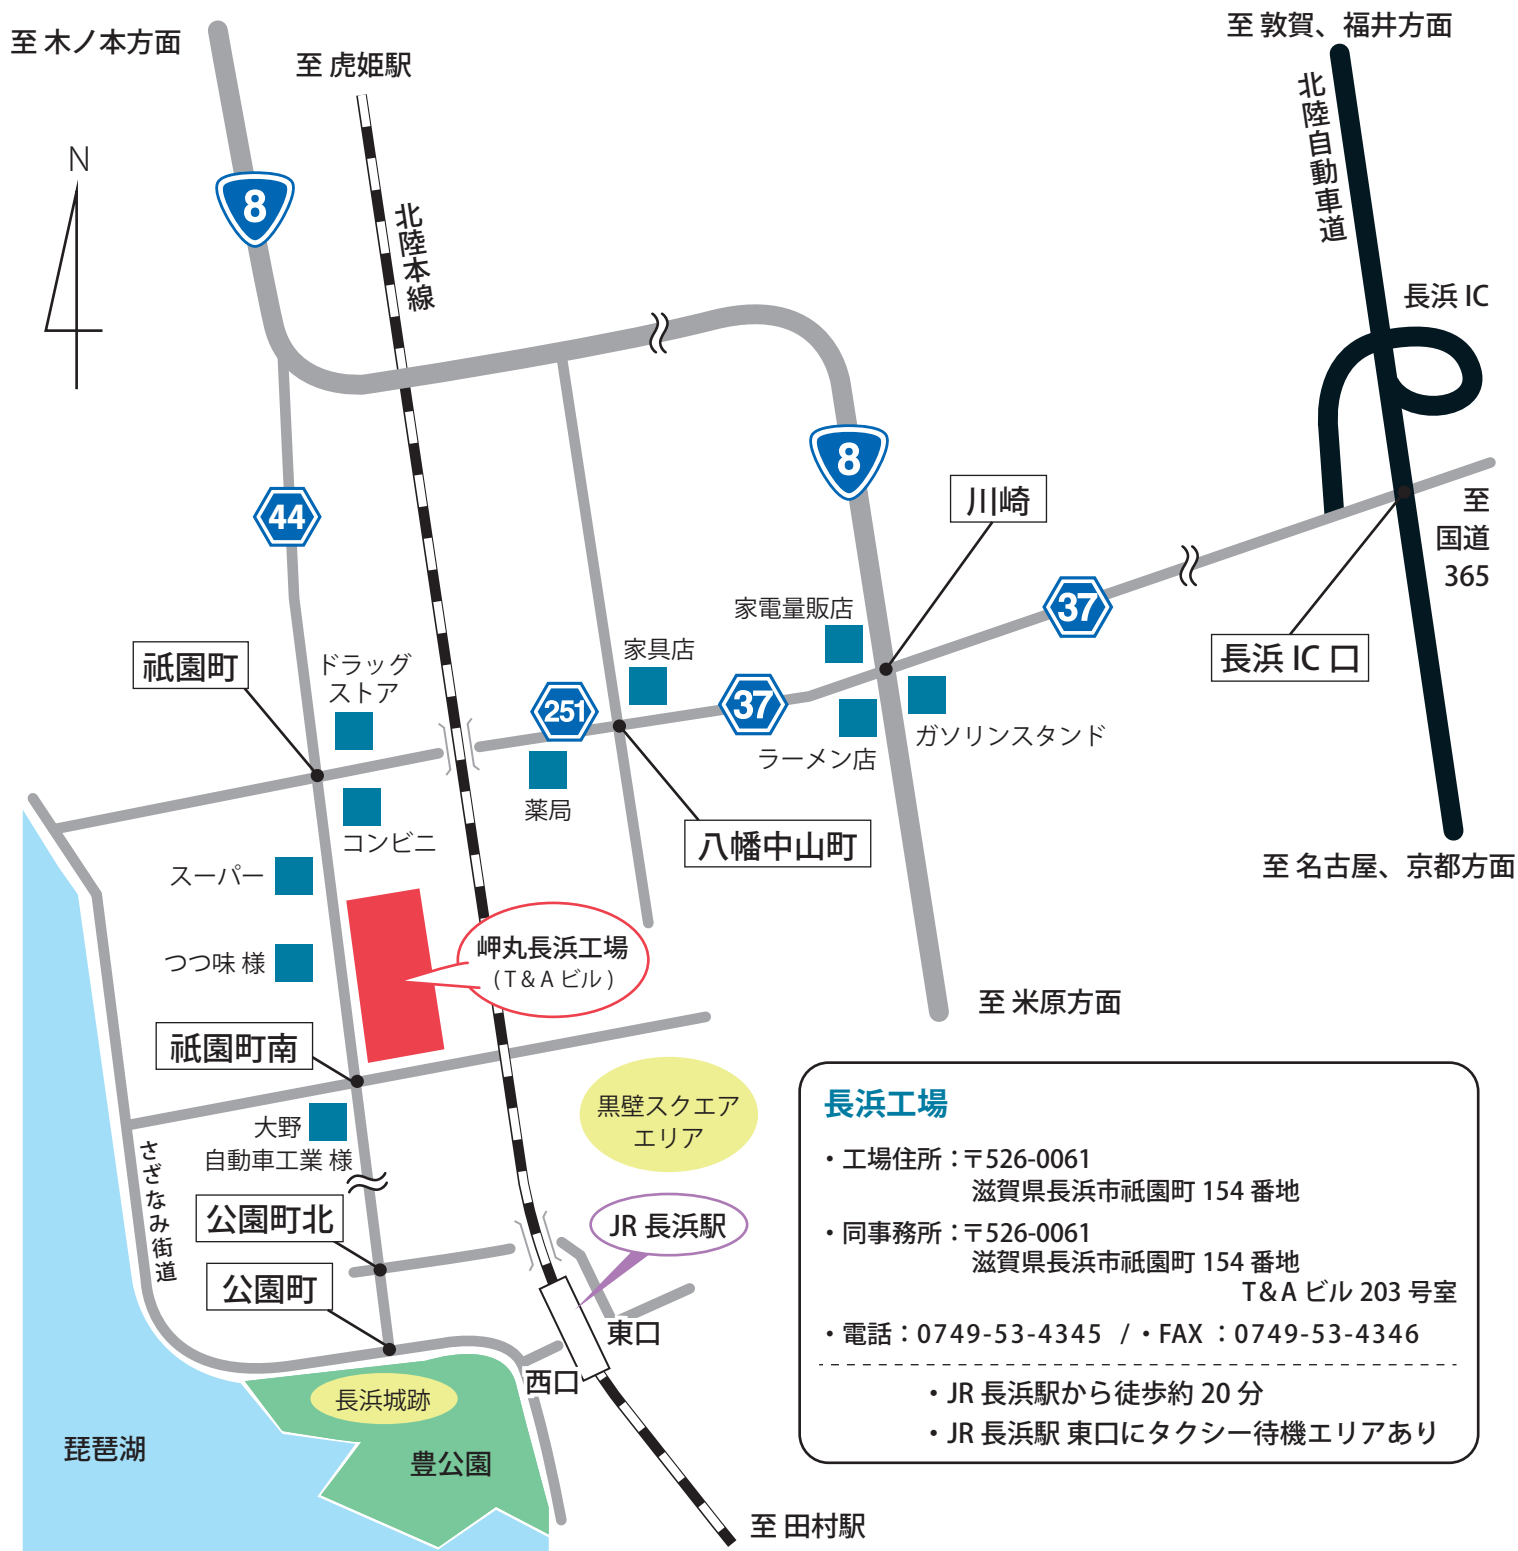 至 木ノ本方面
至 虎姫駅
至 敦賀、福井方面
北陸自動車道
N
8
北陸本線
長浜 IC
8
44
川崎
至
国道
365
家電量販店
37
家具店
長浜 IC 口
祇園町
ドラッグ
ストア
251
37
ガソリンスタンド
ラーメン店
薬局
コンビニ
八幡中山町
至 名古屋、京都方面
スーパー
岬丸長浜工場
(T&A ビル)
つつ味 様
至 米原方面
祇園町南
黒壁スクエア
エリア
大野
自動車工業 様
さざなみ街道
公園町北
JR 長浜駅
公園町
東口
西口
長浜城跡
琵琶湖
豊公園
至 田村駅
長浜工場
・工場住所：〒526-0061
滋賀県長浜市祇園町 154 番地
・同事務所：〒526-0061
滋賀県長浜市祇園町 154 番地
T&A ビル 203 号室
・電話：0749-53-4345 / ・FAX ：0749-53-4346
・JR 長浜駅から徒歩約 20 分
・JR 長浜駅 東口にタクシー待機エリアあり